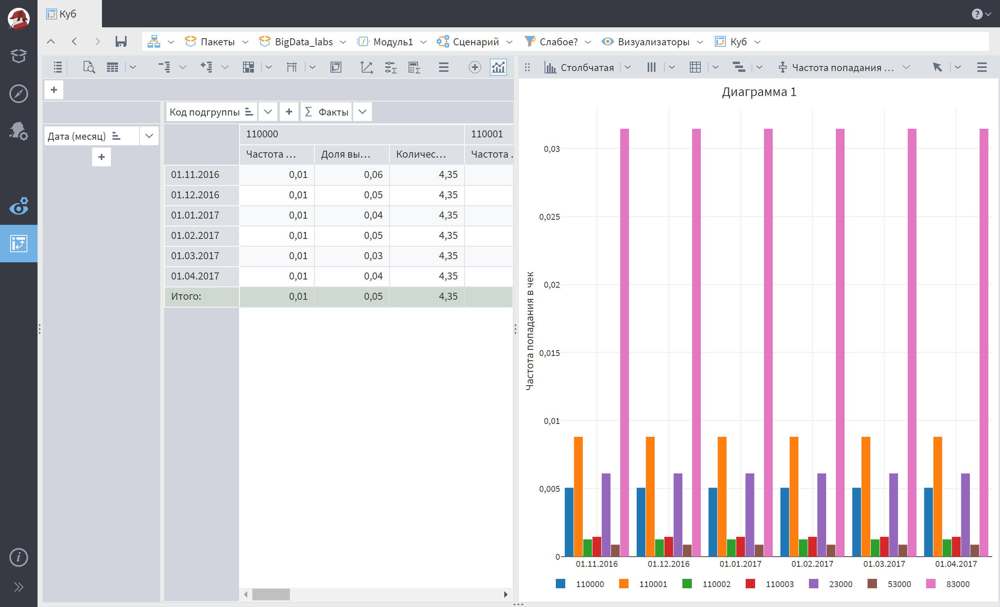 Куб
Пакеты BigData_labs Модуль1 Сценарий Слабое? Визуализаторы Куб
Столбчатая Частота попадания ...
Код подгруппы Σ Факты
Дата (месяц)
110000 110001
Частота ... Доля вы... Количес... Частота .
01.11.2016 0,01 0,06 4,35
01.12.2016 0,01 0,05 4,35
01.01.2017 0,01 0,04 4,35
01.02.2017 0,01 0,05 4,35
01.03.2017 0,01 0,03 4,35
01.04.2017 0,01 0,04 4,35
Итого: 0,01 0,05 4,35
Диаграмма 1
Частота попадания в чек
0,03
0,025
0,02
0,015
0,01
0,005
0
01.11.2016 01.12.2016 01.01.2017 01.02.2017 01.03.2017 01.04.2017
110000 110001 110002 110003 23000 53000 83000